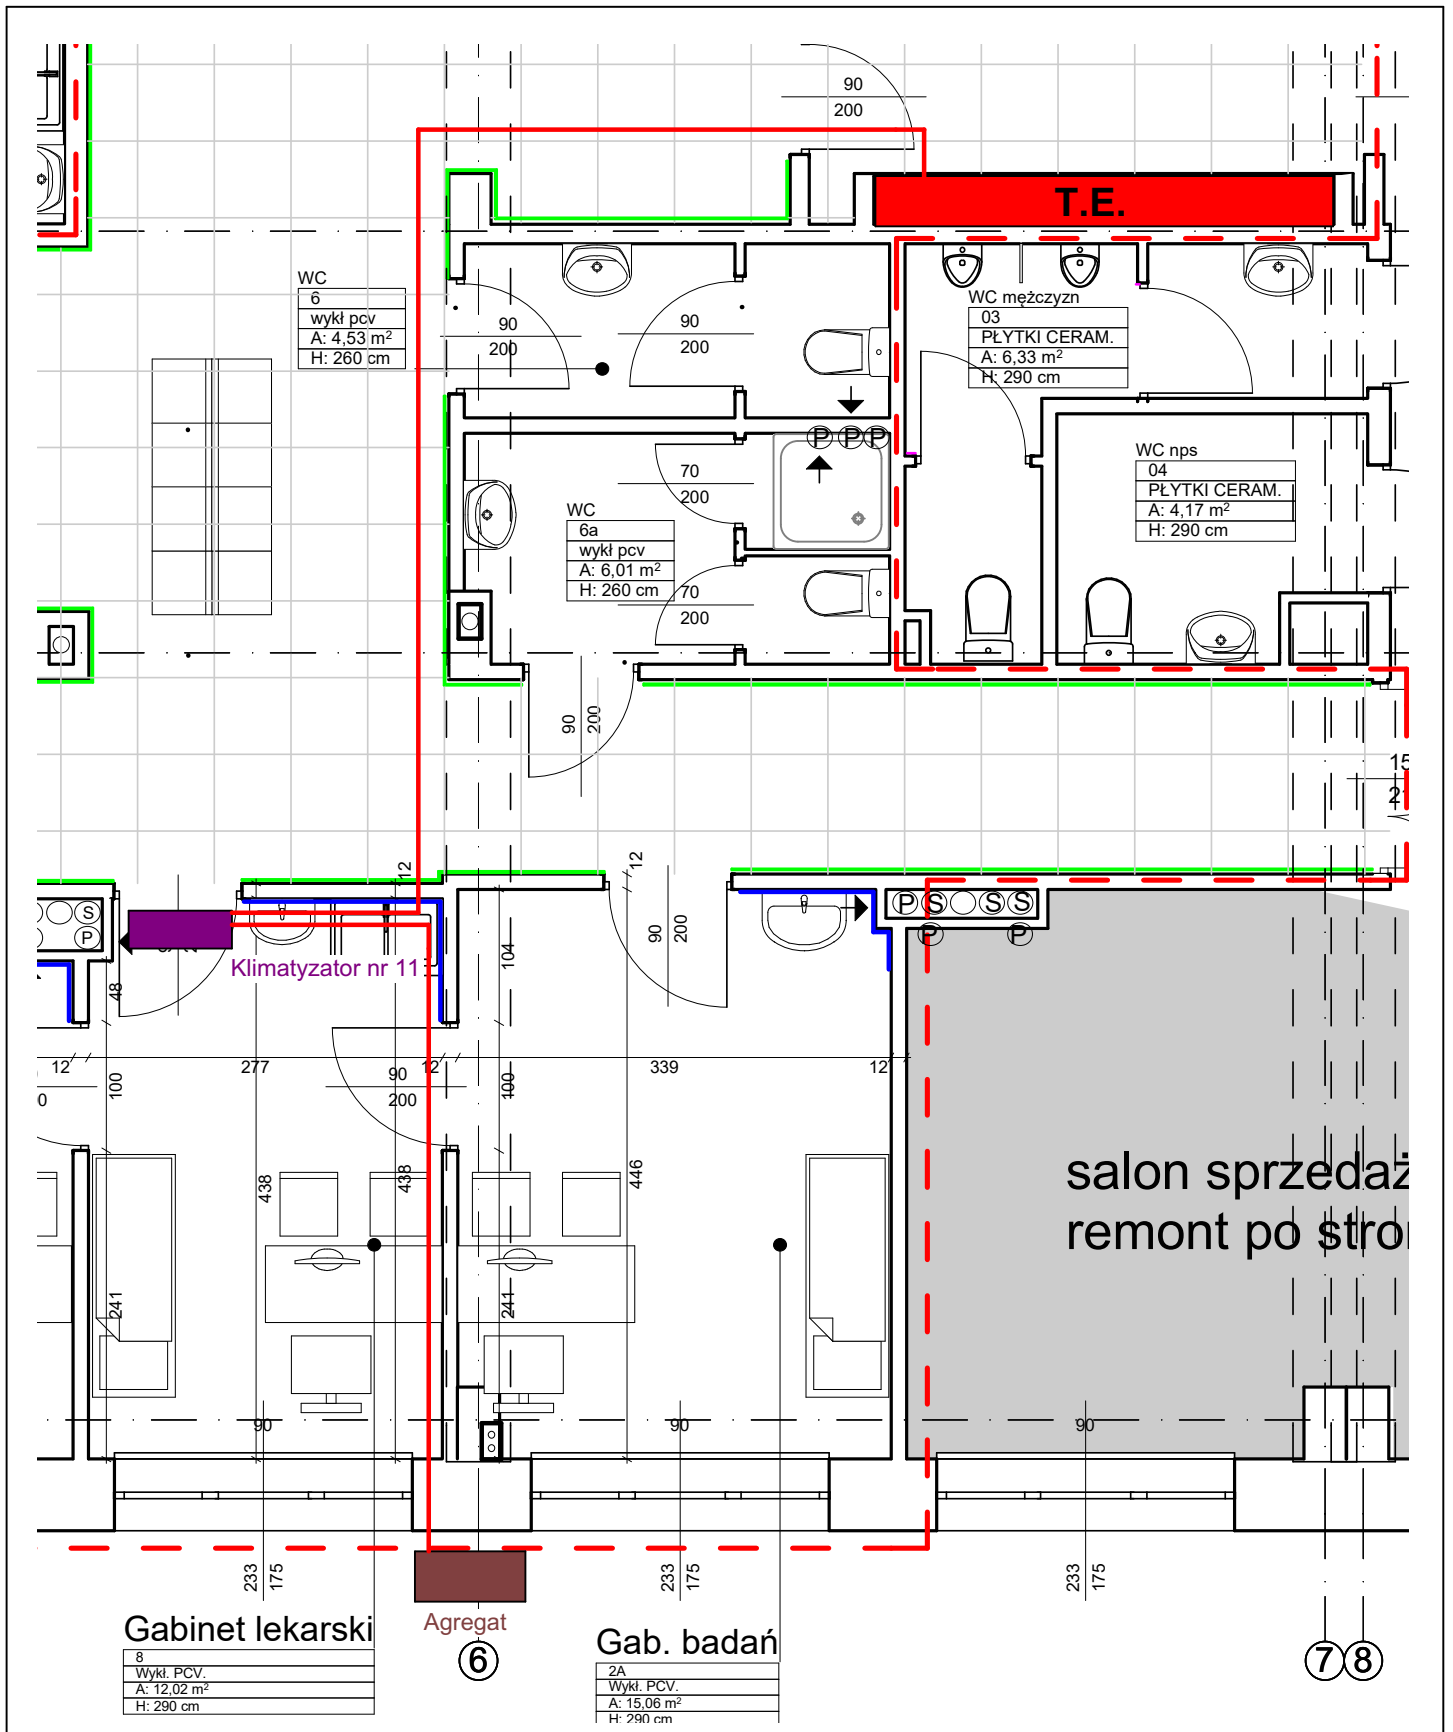 90
200
T.E.
WC
6
wykł pcv
A: 4,53 m²
H: 260 cm
90
200
90
200
WC mężczyzn
03
PŁYTKI CERAM.
A: 6,33 m²
H: 290 cm
P P P
70
200
WC nps
04
PŁYTKI CERAM.
A: 4,17 m²
H: 290 cm
WC
6a
wykł pcv
A: 6,01 m²
H: 260 cm
70
200
90
200
15
12
12
S
P
P S S S
P P
90
200
104
Klimatyzator nr 11
48
12
277
12
339
12
100
90
200
100
438
438
446
salon sprzedaż
remont po stro
241
241
90
90
90
233
175
233
175
233
175
Gabinet lekarski
8
Wykł. PCV.
A: 12,02 m²
H: 290 cm
Agregat
6
Gab. badań
2A
Wykł. PCV.
A: 15,06 m²
H: 290 cm
7 8